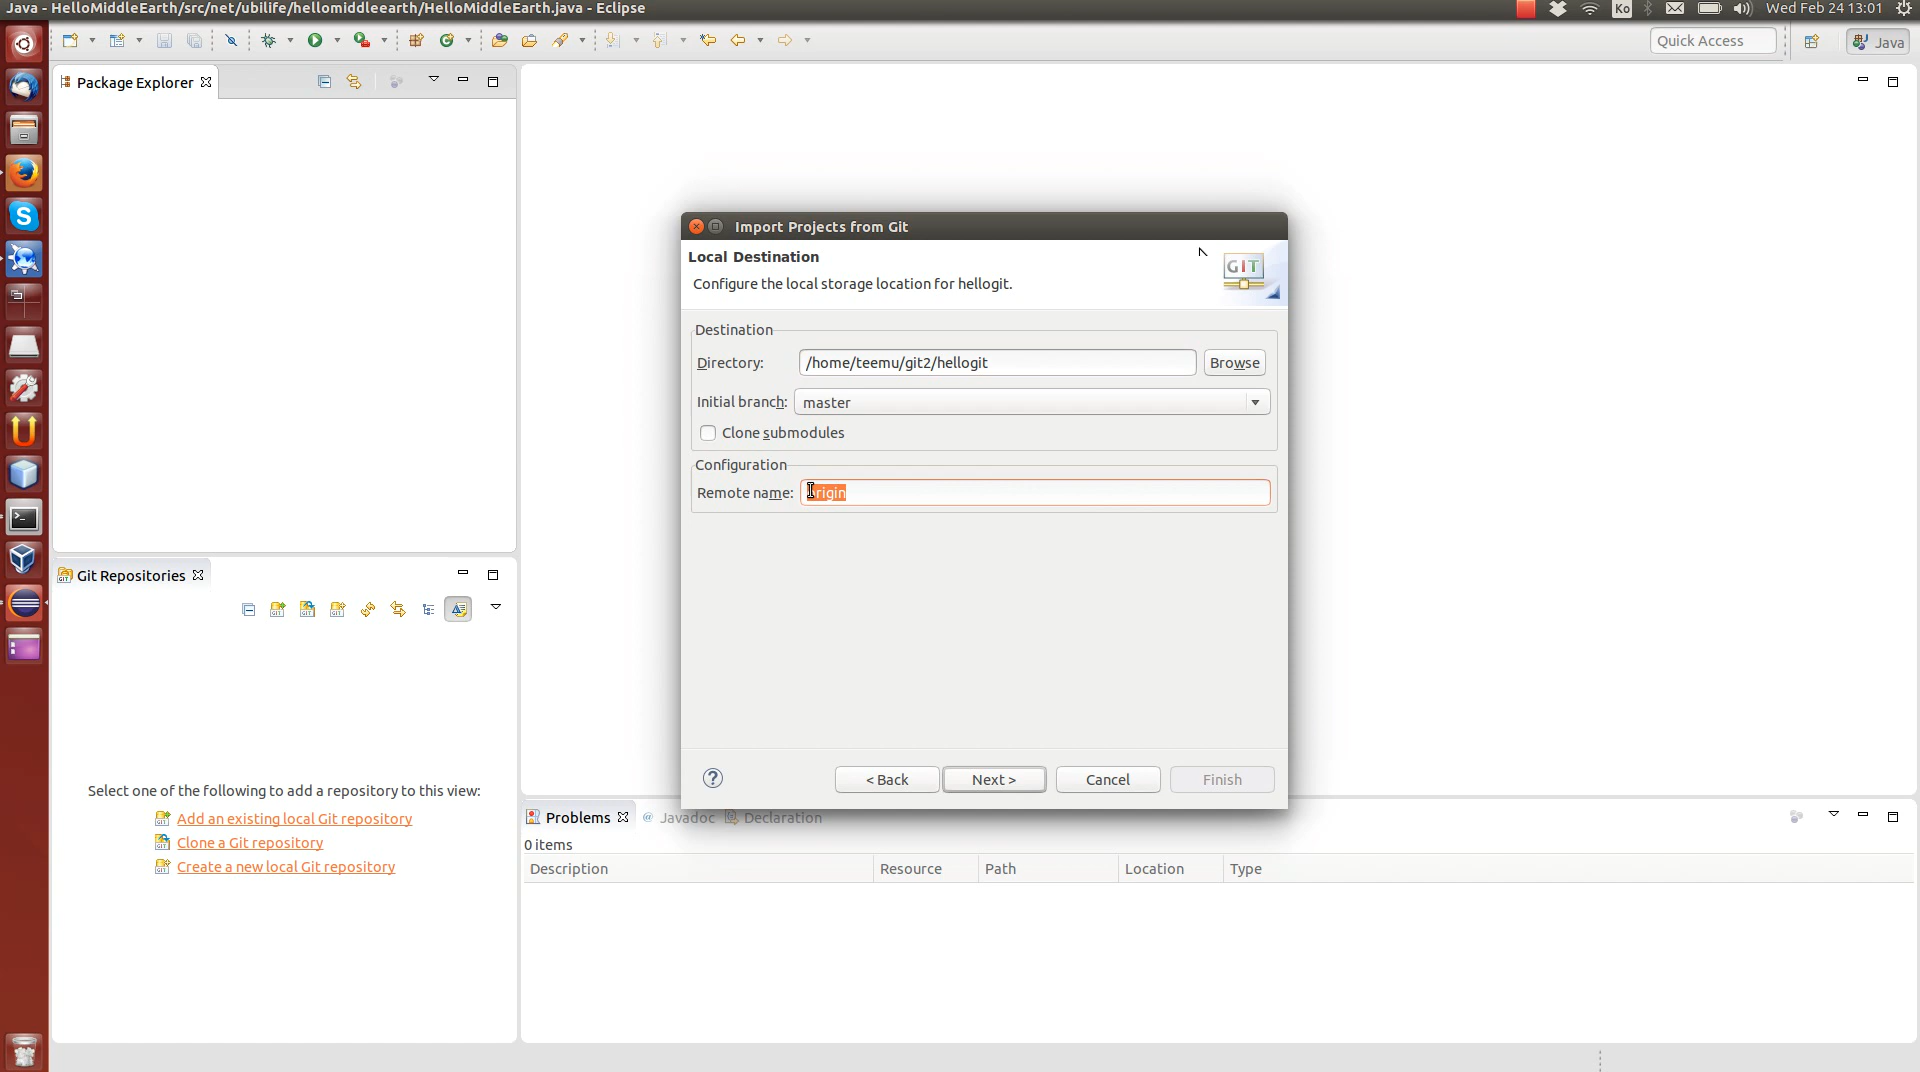 Java - HelloMiddleEarth/src/net/ubilife/hellomiddleearth/HelloMiddleEarth.java - Eclipse
Ko
Wed Feb 24 13:01
Quick Access
Java
Package Explorer
Import Projects from Git
Local Destination
Configure the local storage location for hellogit.
GIT
Destination
Directory: /home/teemu/git2/hellogit Browse
Initial branch: master
Clone submodules
Configuration
Remote name: origin
Git Repositories
Select one of the following to add a repository to this view:
Add an existing local Git repository
Clone a Git repository
Create a new local Git repository
< Back Next > Cancel Finish
Problems @ Javadoc Declaration
0 items
Description Resource Path Location Type